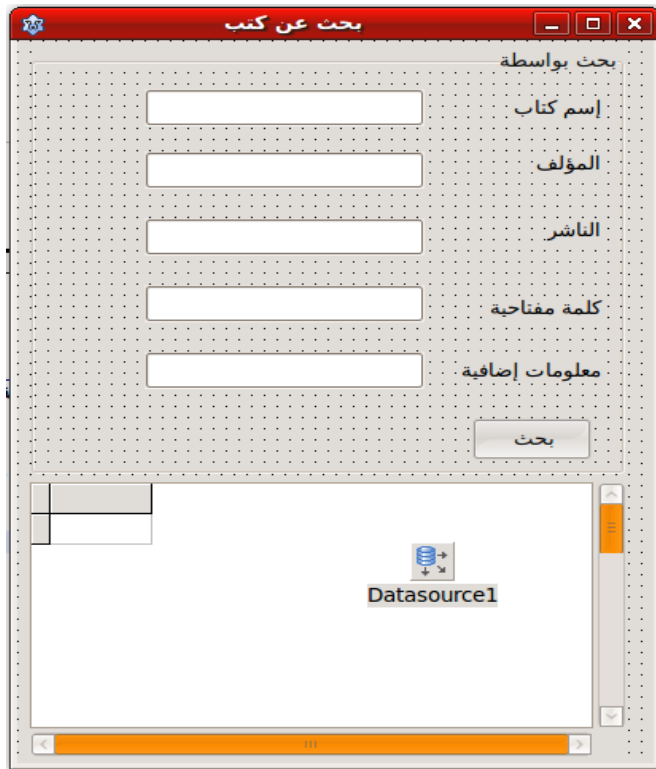 بحث عن كتب
بحث بواسطة
إسم كتاب
المؤلف
الناشر
كلمة مفتاحية
معلومات إضافية
بحث
Datasource1